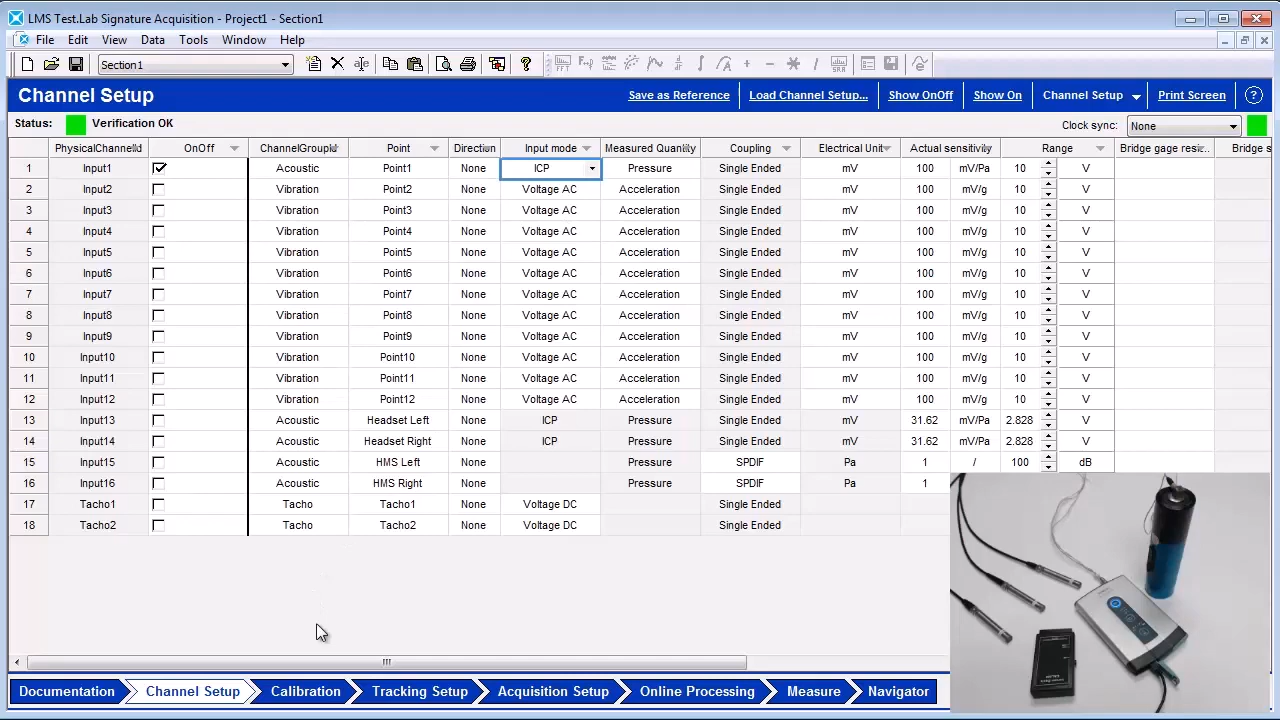 LMS Test.Lab Signature Acquisition - Project1 - Section1
File Edit View Data Tools Window Help
Section1
Channel Setup Save as Reference Load Channel Setup... Show OnOff Show On Channel Setup Print Screen ?
Status: Verification OK Clock sync: None
PhysicalChannelId OnOff ChannelGroupId Point Direction Input mode Measured Quantity Coupling Electrical Unit Actual sensitivity Range Bridge gage resi... Bridge s
1 Input1 Acoustic Point1 None ICP Pressure Single Ended mV 100 mV/Pa 10 V
2 Input2 Vibration Point2 None Voltage AC Acceleration Single Ended mV 100 mV/g 10 V
3 Input3 Vibration Point3 None Voltage AC Acceleration Single Ended mV 100 mV/g 10 V
4 Input4 Vibration Point4 None Voltage AC Acceleration Single Ended mV 100 mV/g 10 V
5 Input5 Vibration Point5 None Voltage AC Acceleration Single Ended mV 100 mV/g 10 V
6 Input6 Vibration Point6 None Voltage AC Acceleration Single Ended mV 100 mV/g 10 V
7 Input7 Vibration Point7 None Voltage AC Acceleration Single Ended mV 100 mV/g 10 V
8 Input8 Vibration Point8 None Voltage AC Acceleration Single Ended mV 100 mV/g 10 V
9 Input9 Vibration Point9 None Voltage AC Acceleration Single Ended mV 100 mV/g 10 V
10 Input10 Vibration Point10 None Voltage AC Acceleration Single Ended mV 100 mV/g 10 V
11 Input11 Vibration Point11 None Voltage AC Acceleration Single Ended mV 100 mV/g 10 V
12 Input12 Vibration Point12 None Voltage AC Acceleration Single Ended mV 100 mV/g 10 V
13 Input13 Acoustic Headset Left None ICP Pressure Single Ended mV 31.62 mV/Pa 2.828 V
14 Input14 Acoustic Headset Right None ICP Pressure Single Ended mV 31.62 mV/Pa 2.828 V
15 Input15 Acoustic HMS Left None Pressure SPDIF Pa 1 / 100 dB
16 Input16 Acoustic HMS Right None Pressure SPDIF Pa 1
17 Tacho1 Tacho Tacho1 None Voltage DC Single Ended
18 Tacho2 Tacho Tacho2 None Voltage DC Single Ended
Documentation Channel Setup Calibration Tracking Setup Acquisition Setup Online Processing Measure Navigator